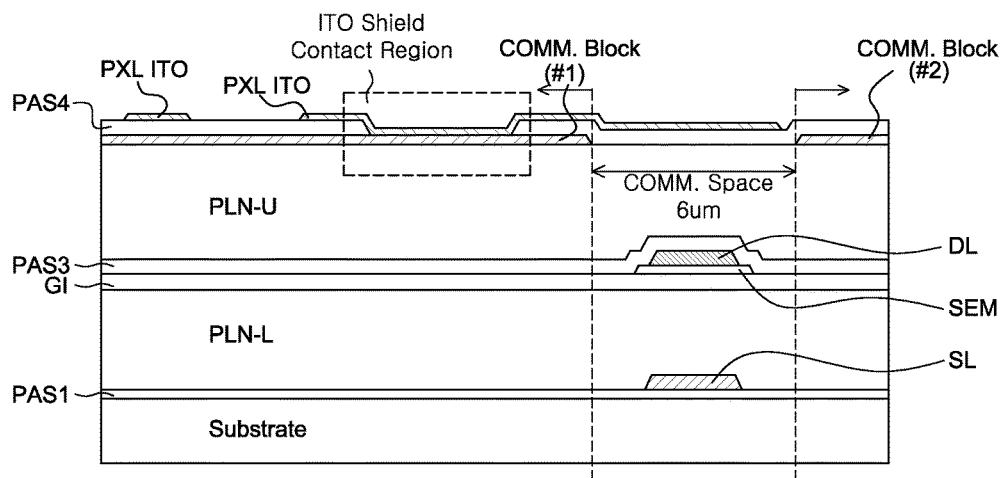 ITO Shield
Contact Region
COMM. Block
(#1)
COMM. Block
(#2)
PXL ITO
PXL ITO
PAS4
COMM. Space
6um
PLN-U
DL
PAS3
GI
SEM
PLN-L
SL
PAS1
Substrate